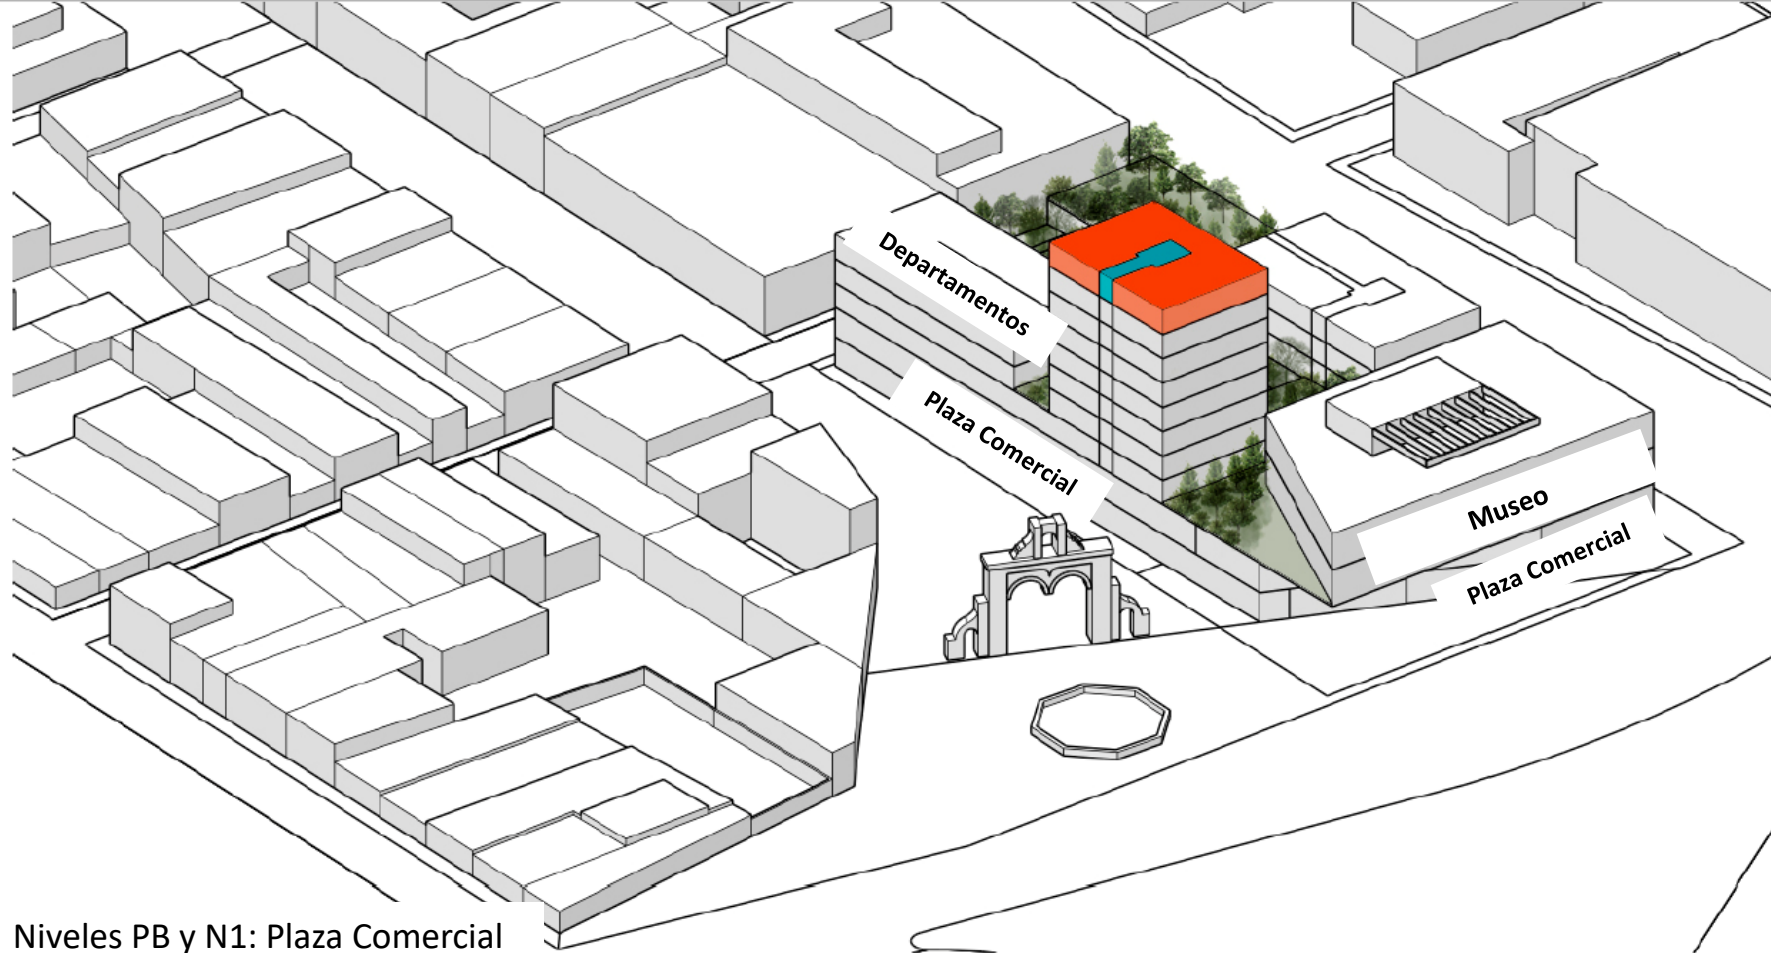 Departamentos
Plaza Comercial
Museo
Plaza Comercial
Niveles PB y N1: Plaza Comercial